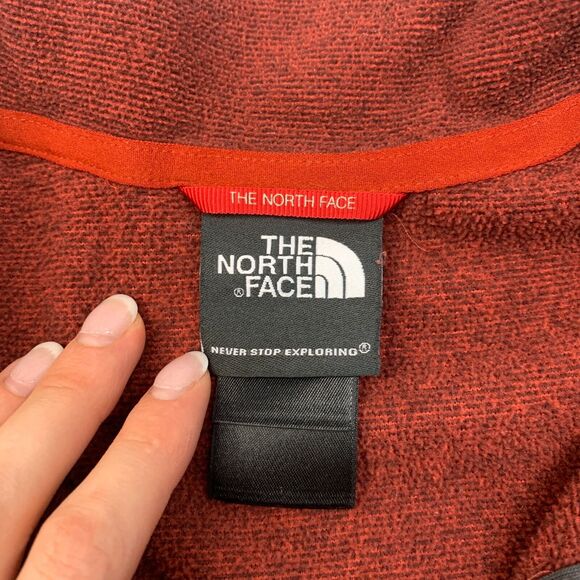 THE NORTH FACE
THE
NORTH
®FACE
NEVER STOP EXPLORING®